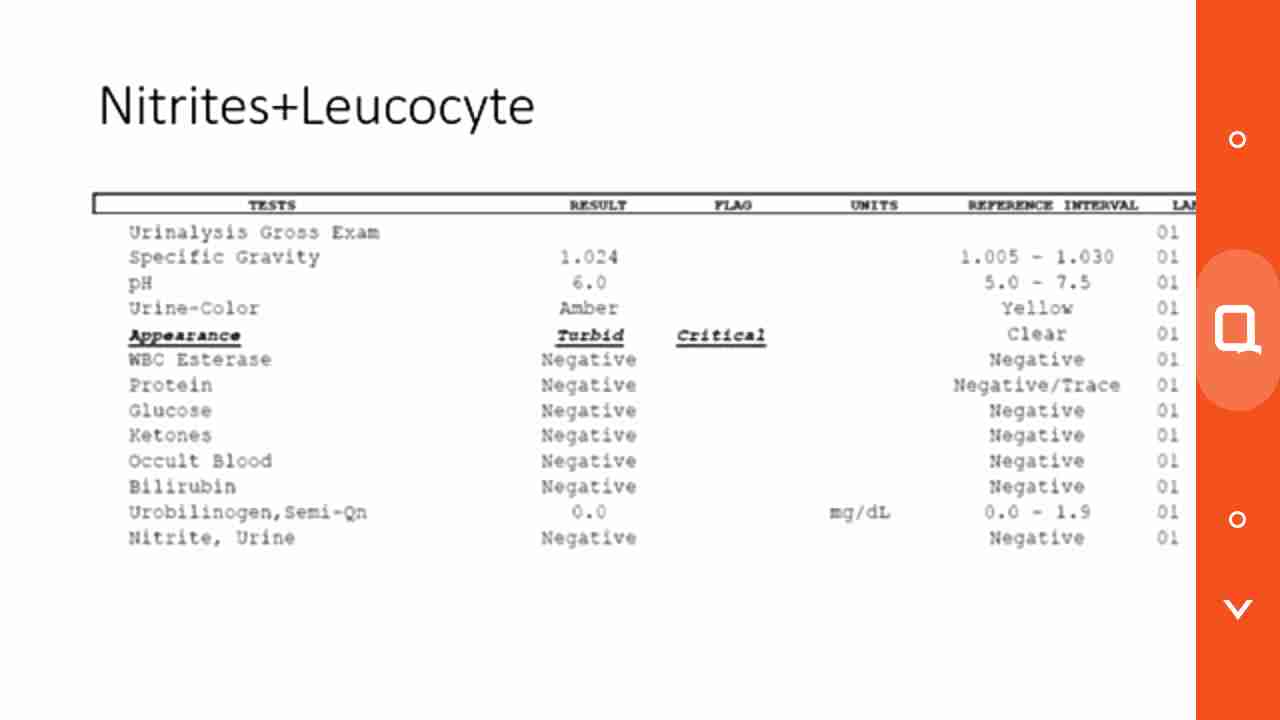 Nitrites+Leucocyte
TESTS RESULT FLAG UNITS REFERENCE INTERVAL
Urinalysis Gross Exam 01
Specific Gravity 1.024 1.005 - 1.030 01
pH 6.0 5.0 - 7.5 01
Urine-Color Amber Yellow 01
Appearance Turbid Critical Clear 01
WBC Esterase Negative Negative 01
Protein Negative Negative/Trace 01
Glucose Negative Negative 01
Ketones Negative Negative 01
Occult Blood Negative Negative 01
Bilirubin Negative Negative 01
Urobilinogen,Semi-Qn 0.0 mg/dL 0.0 - 1.9 01
Nitrite, Urine Negative Negative 01